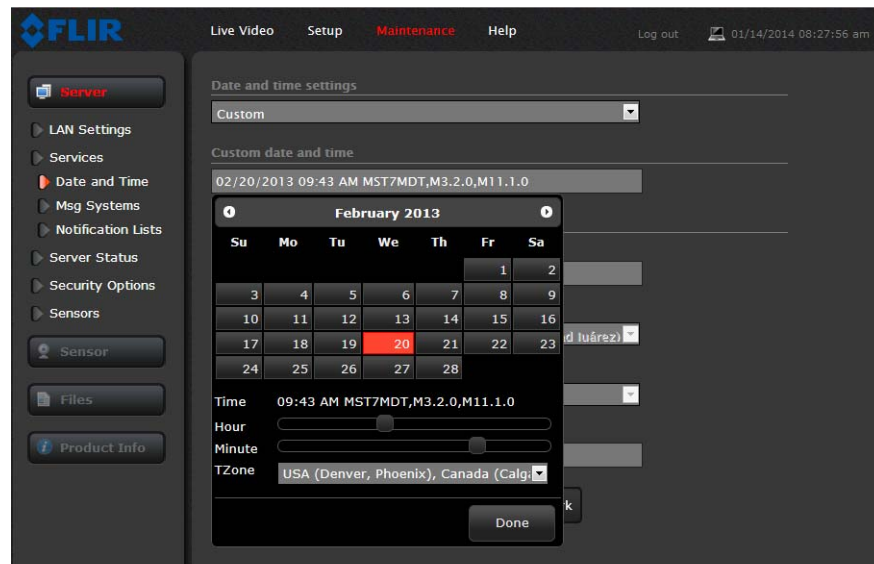 FLIR
Live Video Setup Maintenance Help Log out 01/14/2014 08:27:56 am
Server
LAN Settings
Services
Date and Time
Msg Systems
Notification Lists
Server Status
Security Options
Sensors
Sensor
Files
Product Info
Date and time settings
Custom
Custom date and time
02/20/2013 09:43 AM MST7MDT,M3.2.0,M11.1.0
February 2013
Su Mo Tu We Th Fr Sa
1 2
3 4 5 6 7 8 9
10 11 12 13 14 15 16
17 18 19 20 21 22 23
24 25 26 27 28
Time 09:43 AM MST7MDT,M3.2.0,M11.1.0
Hour
Minute
TZone USA (Denver, Phoenix), Canada (Calga
Done